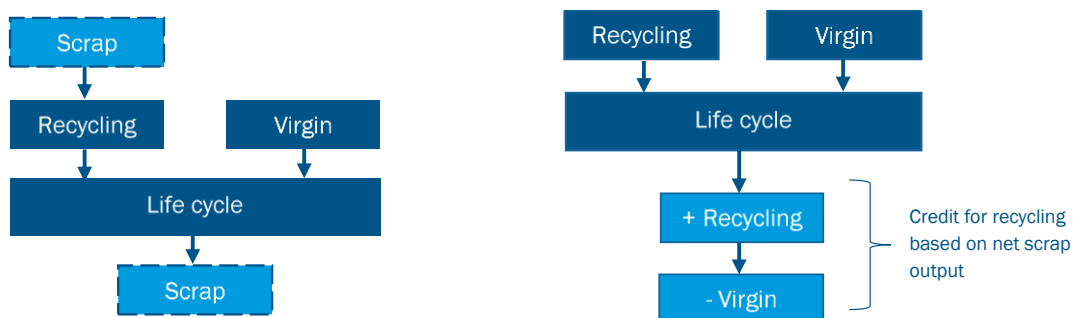 Scrap
Recycling
Virgin
Life cycle
Scrap
Recycling
Virgin
Life cycle
+ Recycling
- Virgin
Credit for recycling
based on net scrap
output